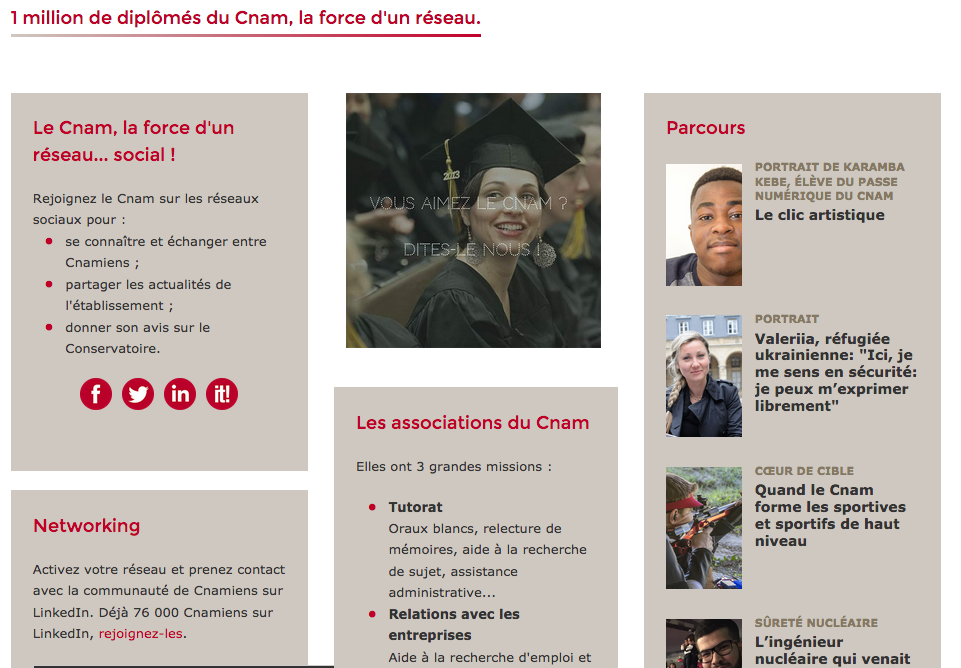 1 million de diplômés du Cnam, la force d'un réseau.
Le Cnam, la force d'un
réseau... social !
Rejoignez le Cnam sur les réseaux
sociaux pour :
se connaître et échanger entre
Cnamiens ;
partager les actualités de
l'établissement ;
donner son avis sur le
Conservatoire.
f
in
it!
Networking
Activez votre réseau et prenez contact
avec la communauté de Cnamiens sur
LinkedIn. Déjà 76 000 Cnamiens sur
LinkedIn, rejoignez-les.
2013
VOUS AIMEZ LE CNAM ?
DITES-LE NOUS !
Les associations du Cnam
Elles ont 3 grandes missions :
Tutorat
Oraux blancs, relecture de
mémoires, aide à la recherche
de sujet, assistance
administrative...
Relations avec les
entreprises
Aide à la recherche d'emploi et
Parcours
PORTRAIT DE KARAMBA
KEBE, ÉLÈVE DU PASSE
NUMÉRIQUE DU CNAM
Le clic artistique
PORTRAIT
Valeriia, réfugiée
ukrainienne: "Ici, je
me sens en sécurité:
je peux m’exprimer
librement"
CŒUR DE CIBLE
Quand le Cnam
forme les sportives
et sportifs de haut
niveau
SÛRETÉ NUCLÉAIRE
L’ingénieur
nucléaire qui venait